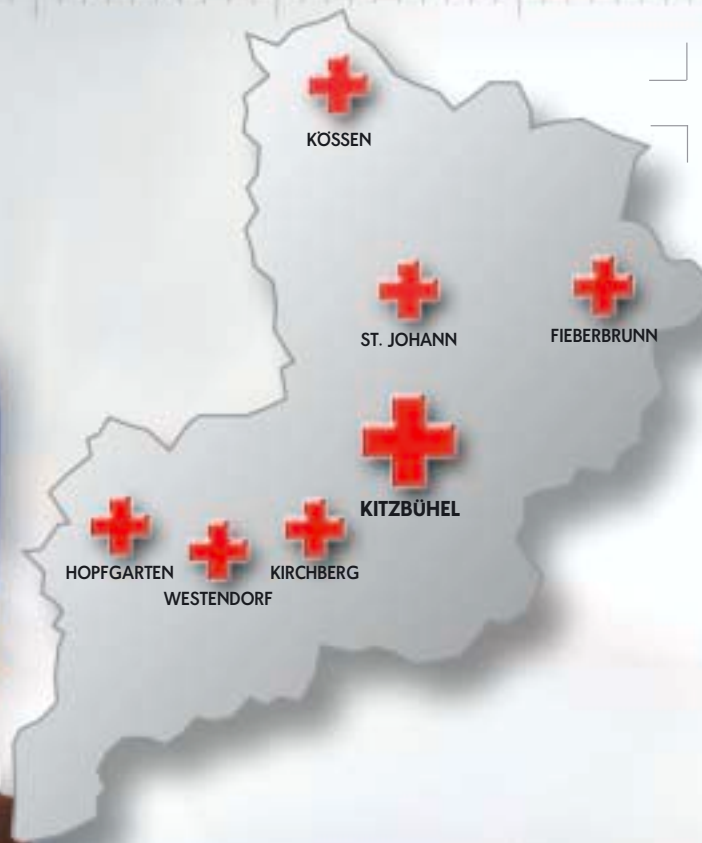 KÖSSEN
ST. JOHANN
FIEBERBRUNN
KITZBÜHEL
HOPFGARTEN
KIRCHBERG
WESTENDORF